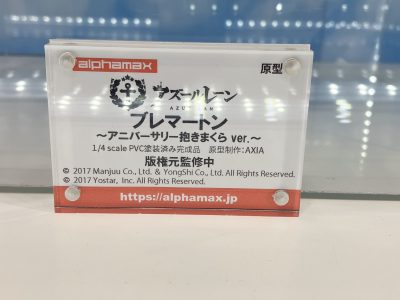 alphamax 原型
アズールレーン
AZUR LANE
ブレマートン
～アニバーサリー抱きまくら ver.～
1/4 scale PVC塗装済み完成品 原型制作:AXIA
版権元監修中
© 2017 Manjuu Co., Ltd. & YongShi Co., Ltd. All Rights Reserved.
© 2017 Yostar, Inc. All Rights Reserved.
https://alphamax.jp